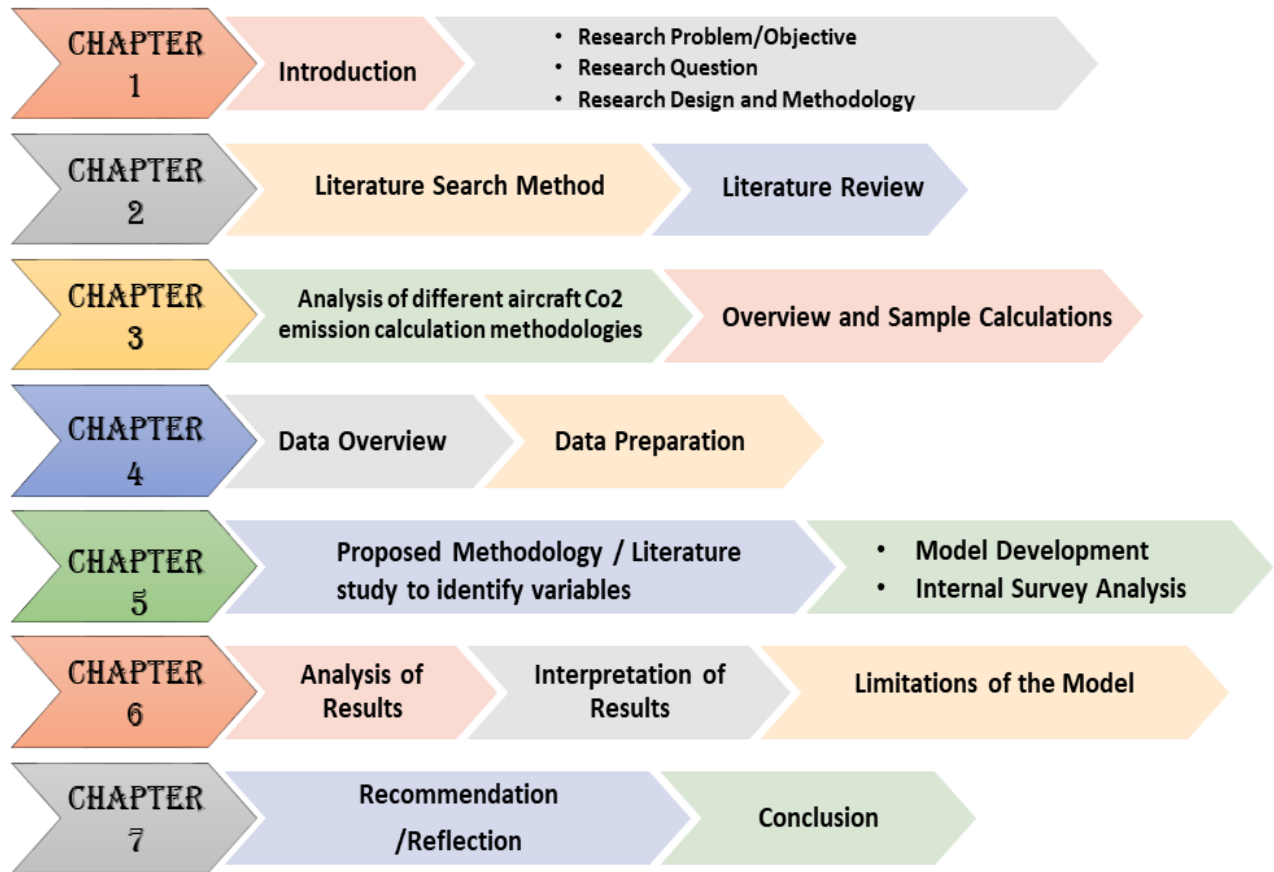 CHAPTER
1
Introduction
• Research Problem/Objective
• Research Question
• Research Design and Methodology
CHAPTER
2
Literature Search Method
Literature Review
CHAPTER
3
Analysis of different aircraft Co2
emission calculation methodologies
Overview and Sample Calculations
CHAPTER
4
Data Overview
Data Preparation
CHAPTER
5
Proposed Methodology / Literature
study to identify variables
• Model Development
• Internal Survey Analysis
CHAPTER
6
Analysis of
Results
Interpretation of
Results
Limitations of the Model
CHAPTER
7
Recommendation
/Reflection
Conclusion